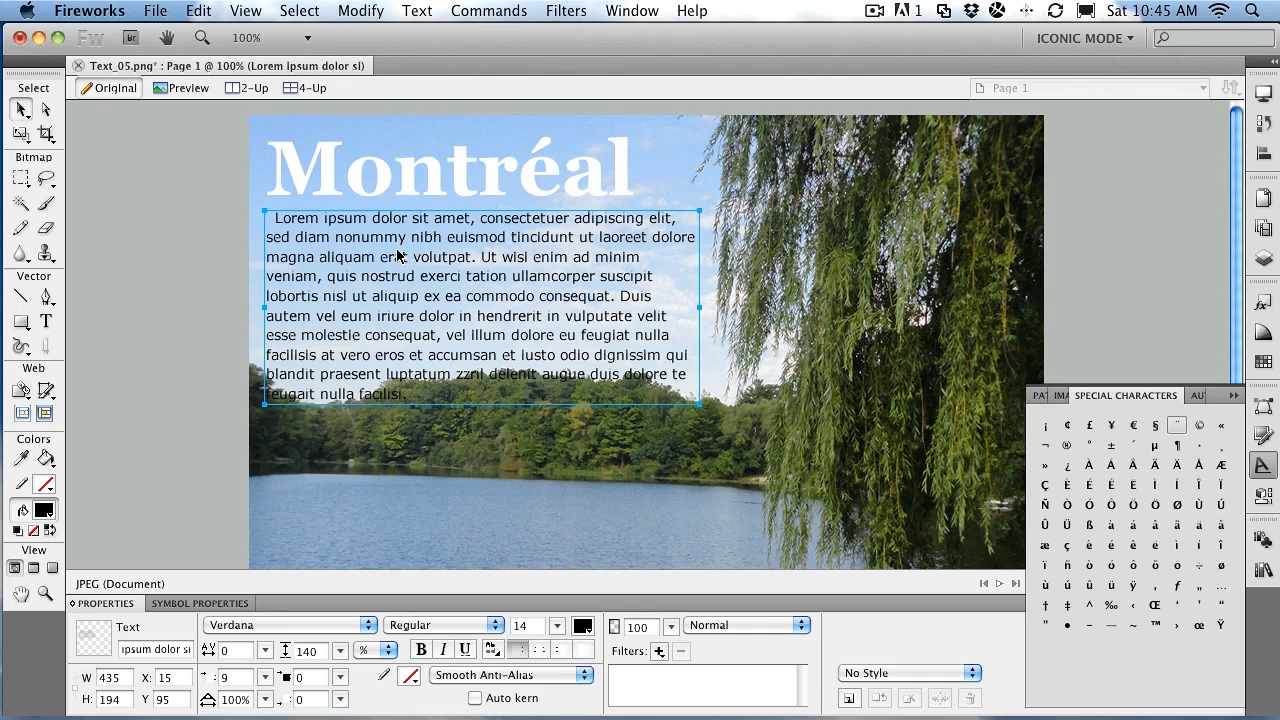 Fireworks File Edit View Select Modify Text Commands Filters Window Help 1 Sat 10:45 AM
Fw Br 100% ICONIC MODE
Text_05.png* : Page 1 @ 100% (Lorem ipsum dolor si)
Original Preview 2-Up 4-Up Page 1
Select
Bitmap
Vector
Web
Colors
View
Montréal
Lorem ipsum dolor sit amet, consectetuer adipiscing elit,
sed diam nonummy nibh euismod tincidunt ut laoreet dolore
magna aliquam erat volutpat. Ut wisi enim ad minim
veniam, quis nostrud exerci tation ullamcorper suscipit
lobortis nisl ut aliquip ex ea commodo consequat. Duis
autem vel eum iriure dolor in hendrerit in vulputate velit
esse molestie consequat, vel illum dolore eu feugiat nulla
facilisis at vero eros et accumsan et iusto odio dignissim qui
blandit praesent luptatum zzril delenit augue duis dolore te
feugait nulla facilisi.
PAT IMA SPECIAL CHARACTERS AU
¡ ¢ £ ¥ € § ¨ © «
¬ ® ° ± ´ µ ¶ · ¸
» ¿ À Á Â Ã Ä Å Æ
Ç È É Ê Ë Ì Í Î Ï
Ñ Ò Ó Ô Õ Ö Ø Ù Ú
Û Ü ß à á â ã ä å
æ ç è é ê ë ì í î
ï ñ ò ó ô õ ö ÷ ø
ù ú û ü ÿ ‚ ƒ „ …
† ‡ ^ ‰ ‹ Œ ‘ ’ “
” • – — ~ ™ › œ Ÿ
JPEG (Document)
PROPERTIES SYMBOL PROPERTIES
Text Verdana Regular 14 100 Normal
ipsum dolor si 0 140 % B I U Filters:
W 435 X: 15 9 0 Smooth Anti-Alias No Style
H: 194 Y: 95 100% 0 Auto kern